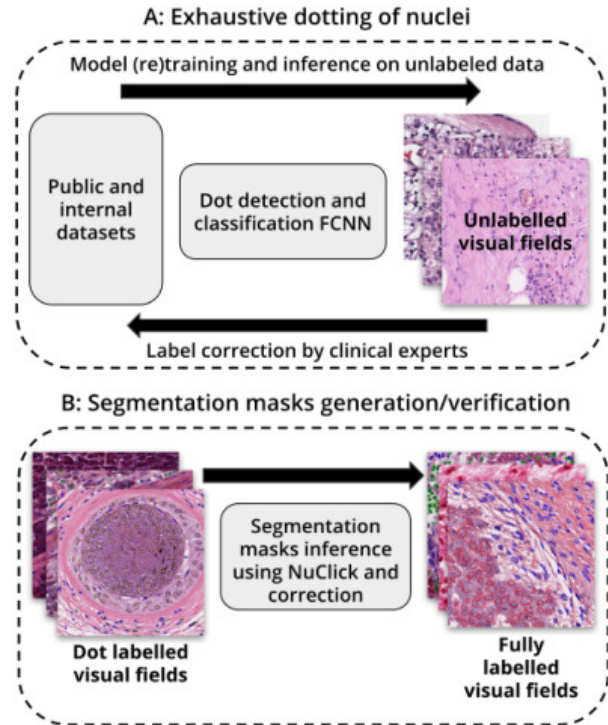 A: Exhaustive dotting of nuclei
Model (re)training and inference on unlabeled data
Public and
internal
datasets
Dot detection and
classification FCNN
Unlabelled
visual fields
Label correction by clinical experts
B: Segmentation masks generation/verification
Segmentation
masks inference
using NuClick and
correction
Dot labelled
visual fields
Fully
labelled
visual fields